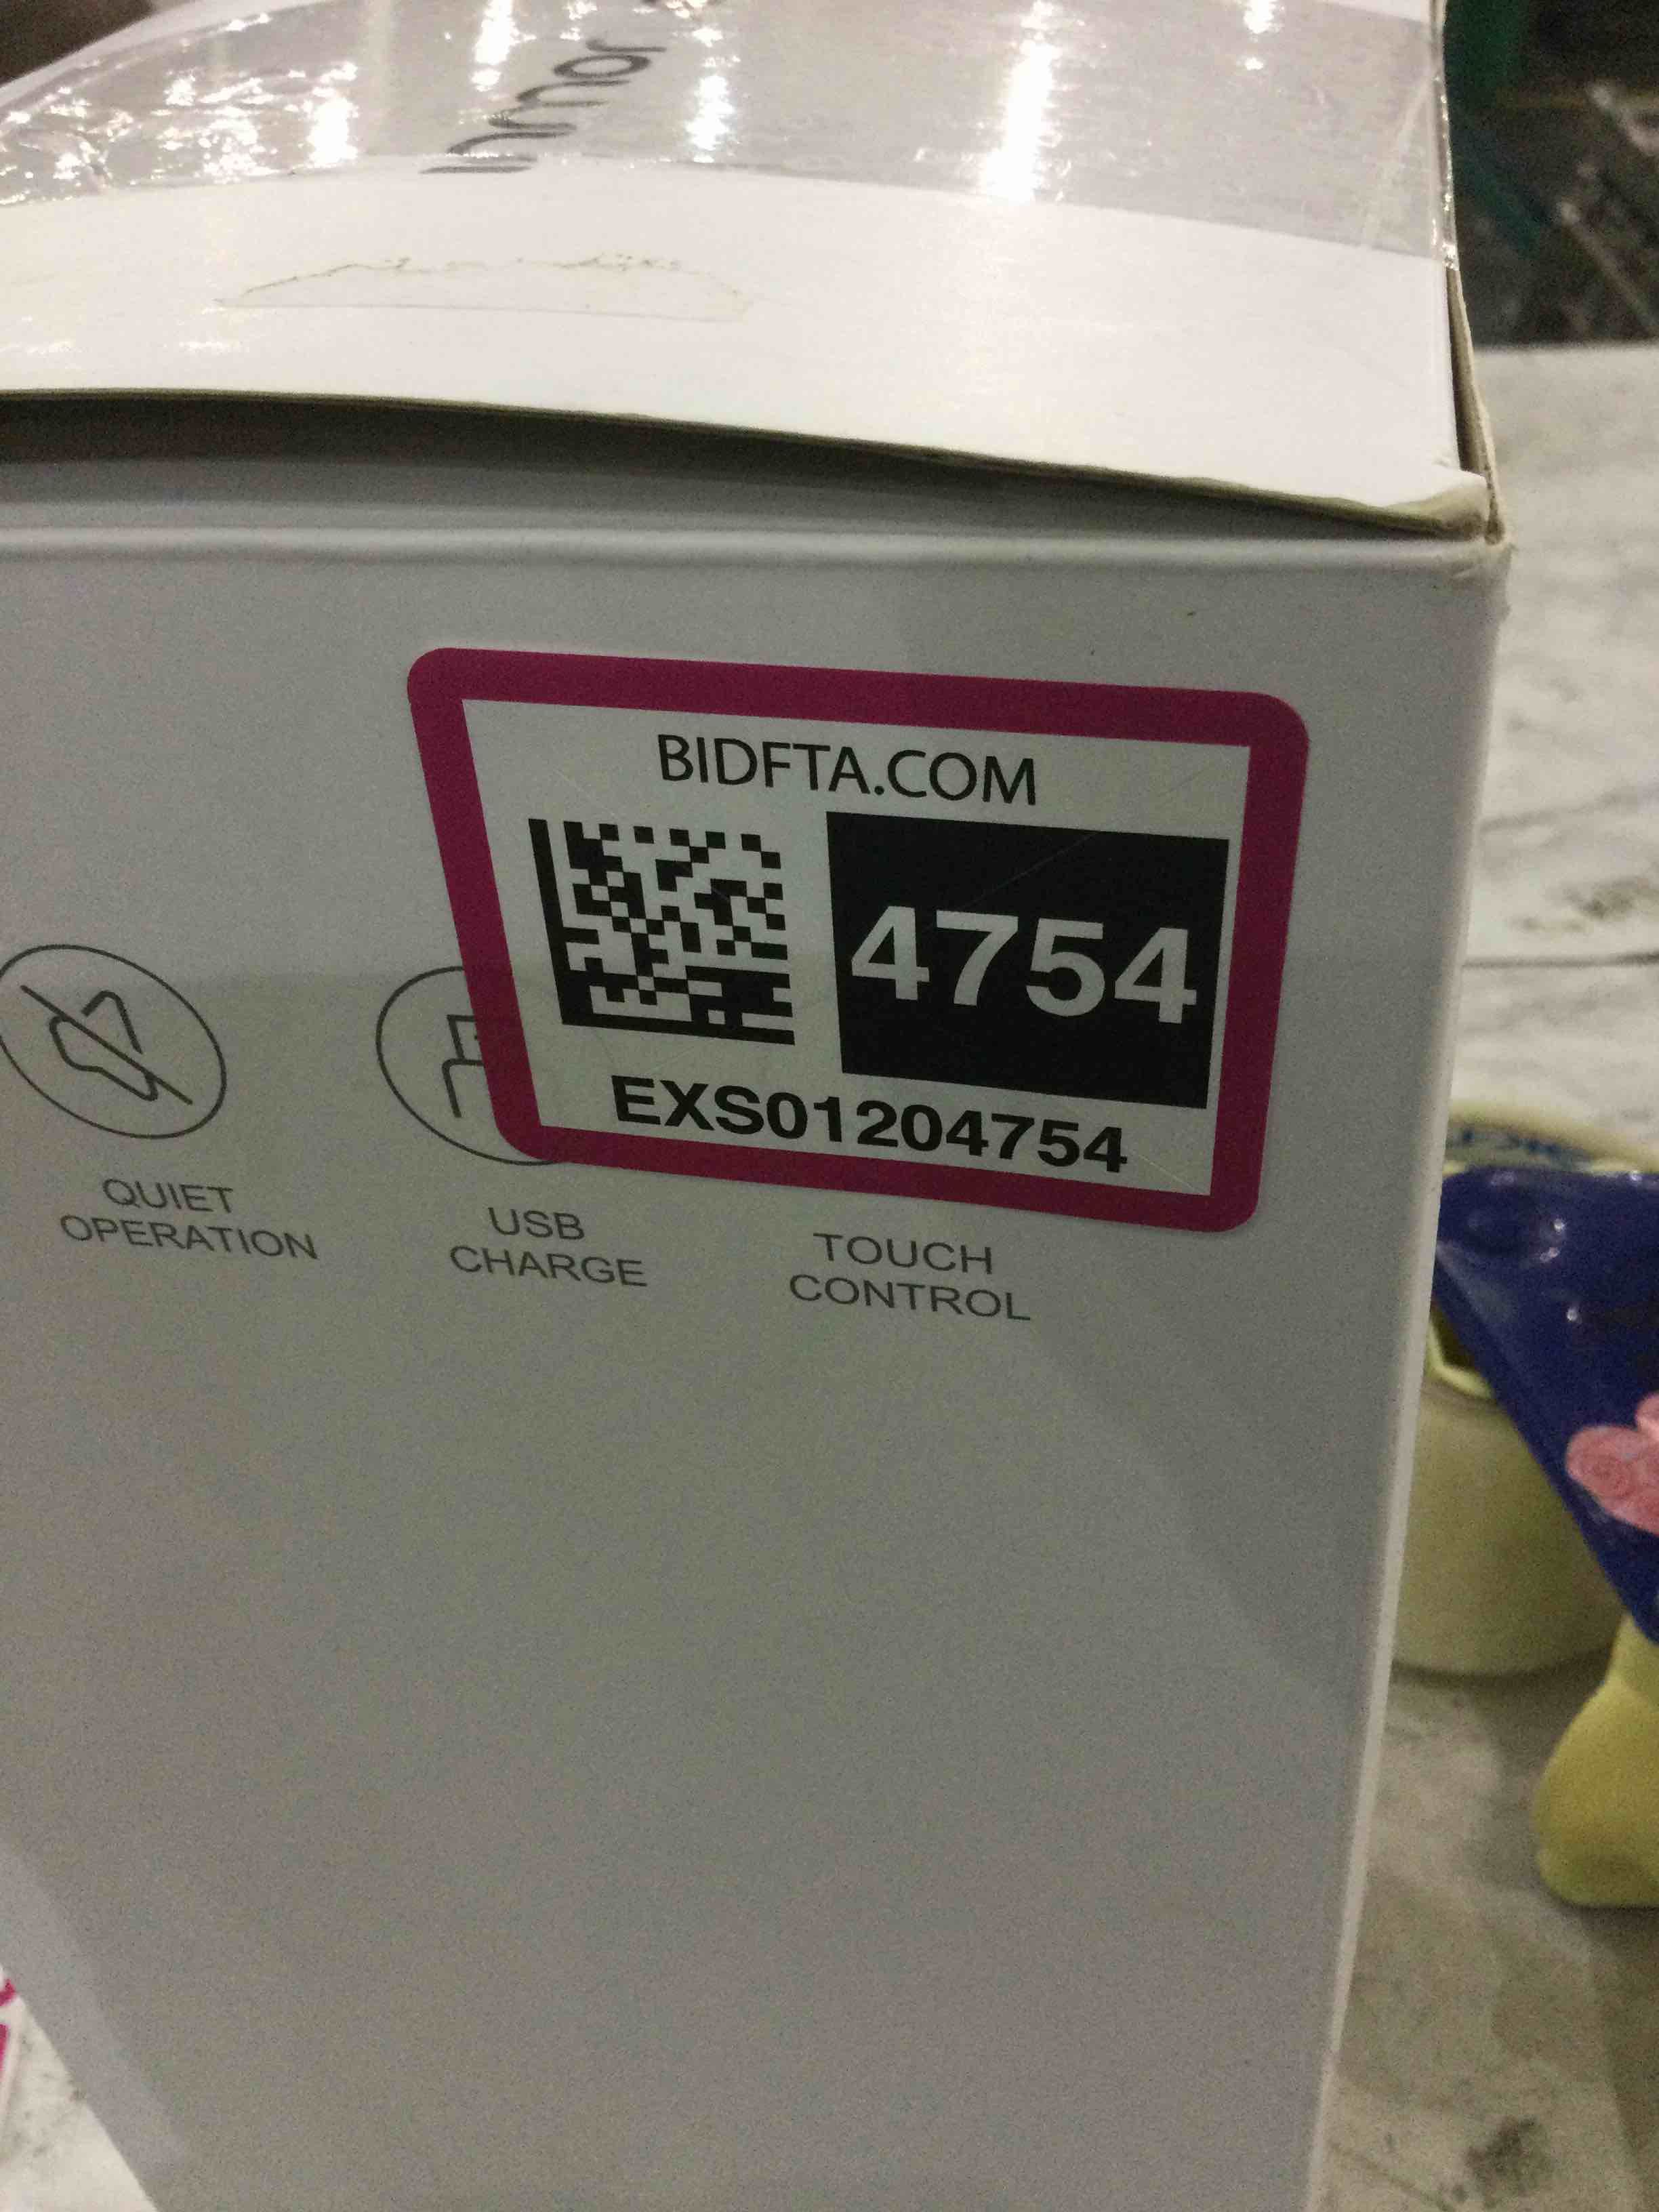 BIDFTA.COM
4754
EXS01204754
QUIET
OPERATION
USB
CHARGE
TOUCH
CONTROL